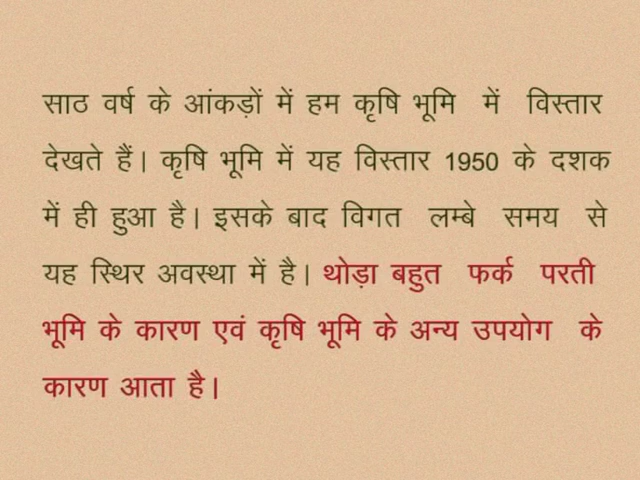 साठ वर्ष के आंकड़ों में हम कृषि भूमि में विस्तार
देखते हैं। कृषि भूमि में यह विस्तार 1950 के दशक
में ही हुआ है। इसके बाद विगत लम्बे समय से
यह स्थिर अवस्था में है। थोड़ा बहुत फर्क परती
भूमि के कारण एवं कृषि भूमि के अन्य उपयोग के
कारण आता है।